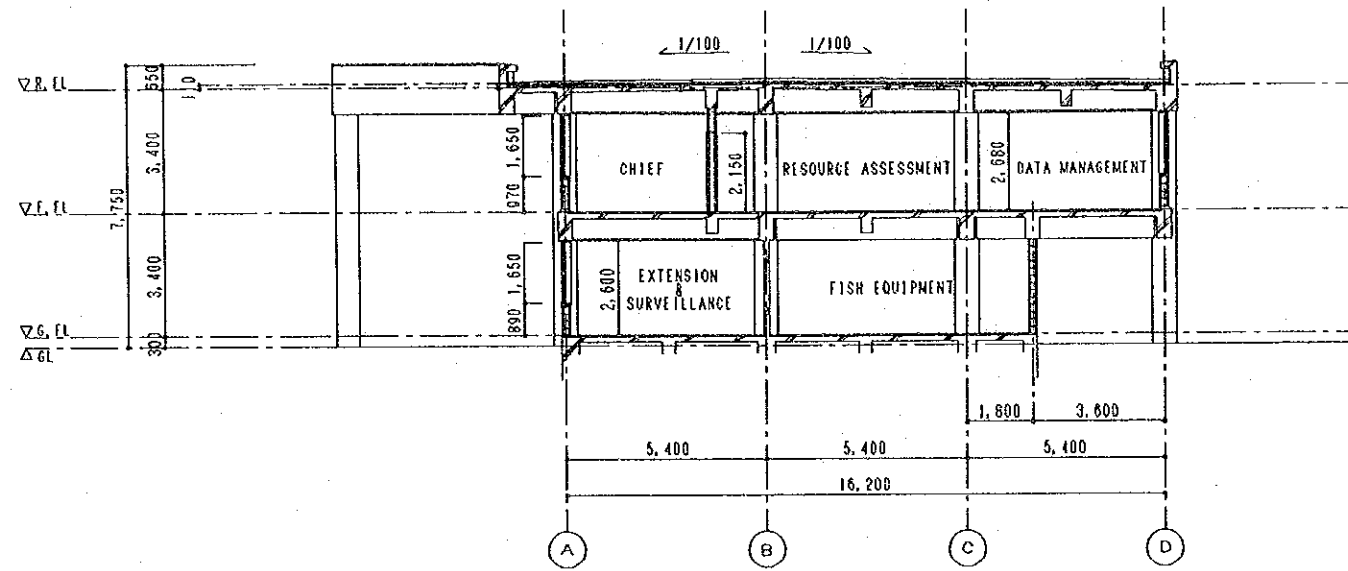 1/100
1/100
▽R.FL
650
110
3,400
1,650
970
2,150
CHIEF
RESOURCE ASSESSMENT
2,680
DATA MANAGEMENT
7,750
▽F.FL
3,400
1,650
890
2,600
EXTENSION
&
SURVEILLANCE
FISH EQUIPMENT
▽G.FL
300
△GL
1,800
3,600
5,400
5,400
5,400
16,200
A
B
C
D